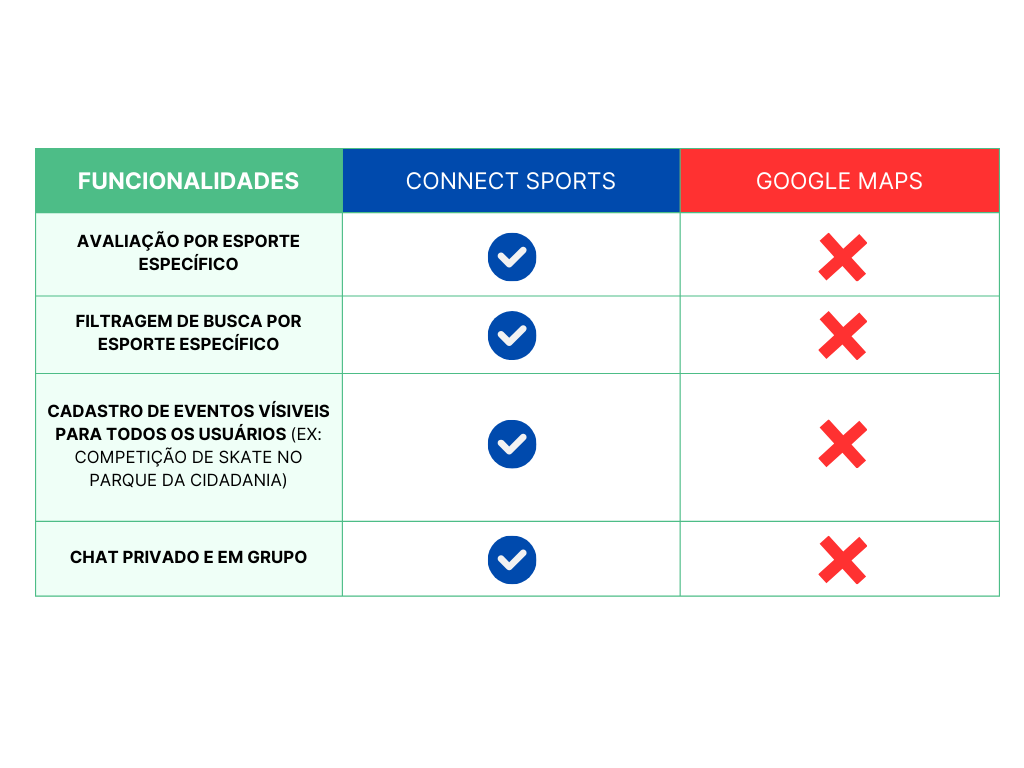 FUNCIONALIDADES
CONNECT SPORTS
GOOGLE MAPS
AVALIAÇÃO POR ESPORTE
ESPECÍFICO
FILTRAGEM DE BUSCA POR
ESPORTE ESPECÍFICO
CADASTRO DE EVENTOS VÍSIVEIS
PARA TODOS OS USUÁRIOS (EX:
COMPETIÇÃO DE SKATE NO
PARQUE DA CIDADANIA)
CHAT PRIVADO E EM GRUPO